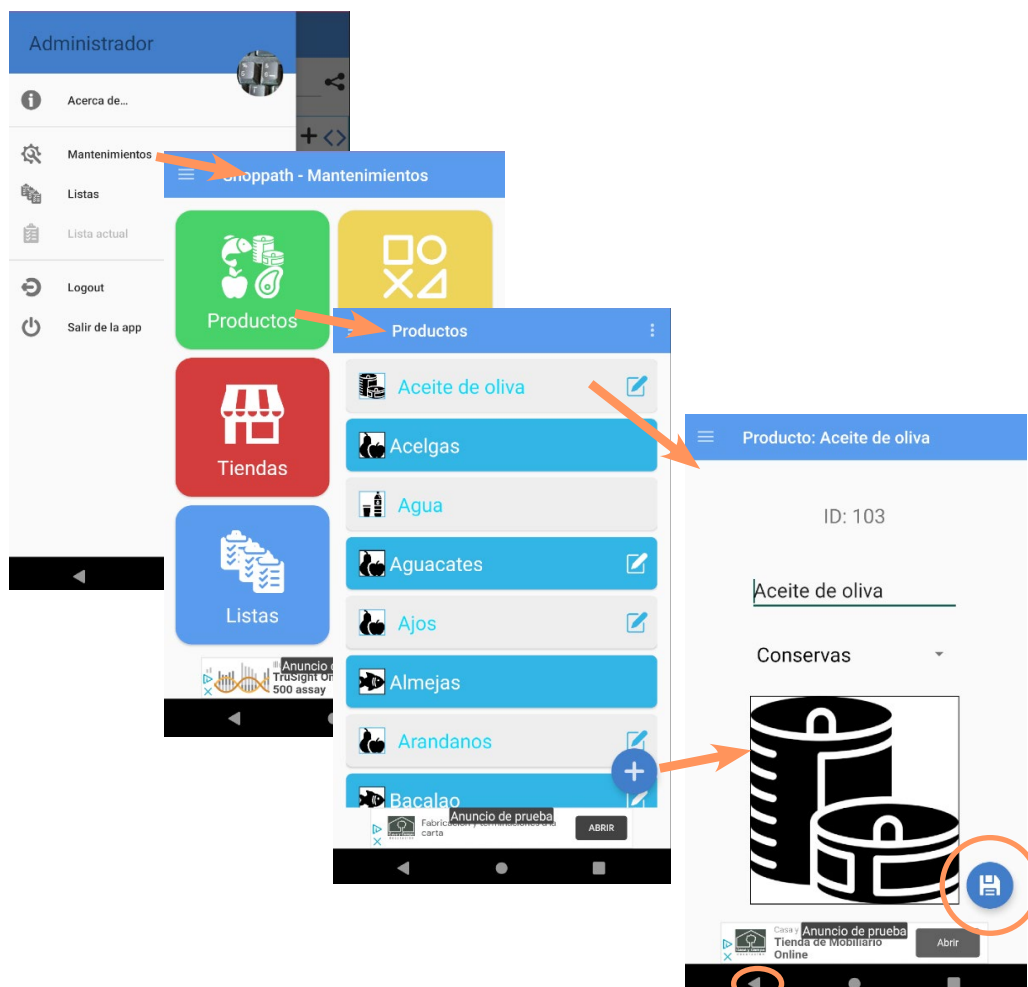 Administrador
Acerca de...
Mantenimientos
Listas
Lista actual
Logout
Salir de la app
Shoppath - Mantenimientos
Productos
Tiendas
Listas
Anuncio
TruSight
500 assay
Productos
Aceite de oliva
Acelgas
Agua
Aguacates
Ajos
Almejas
Arandanos
Bacalao
Anuncio de prueba
carta
ABRIR
Producto: Aceite de oliva
ID: 103
Aceite de oliva
Conservas
Casa y
Anuncio de prueba
Tienda de Mobiliario
Online
Abrir